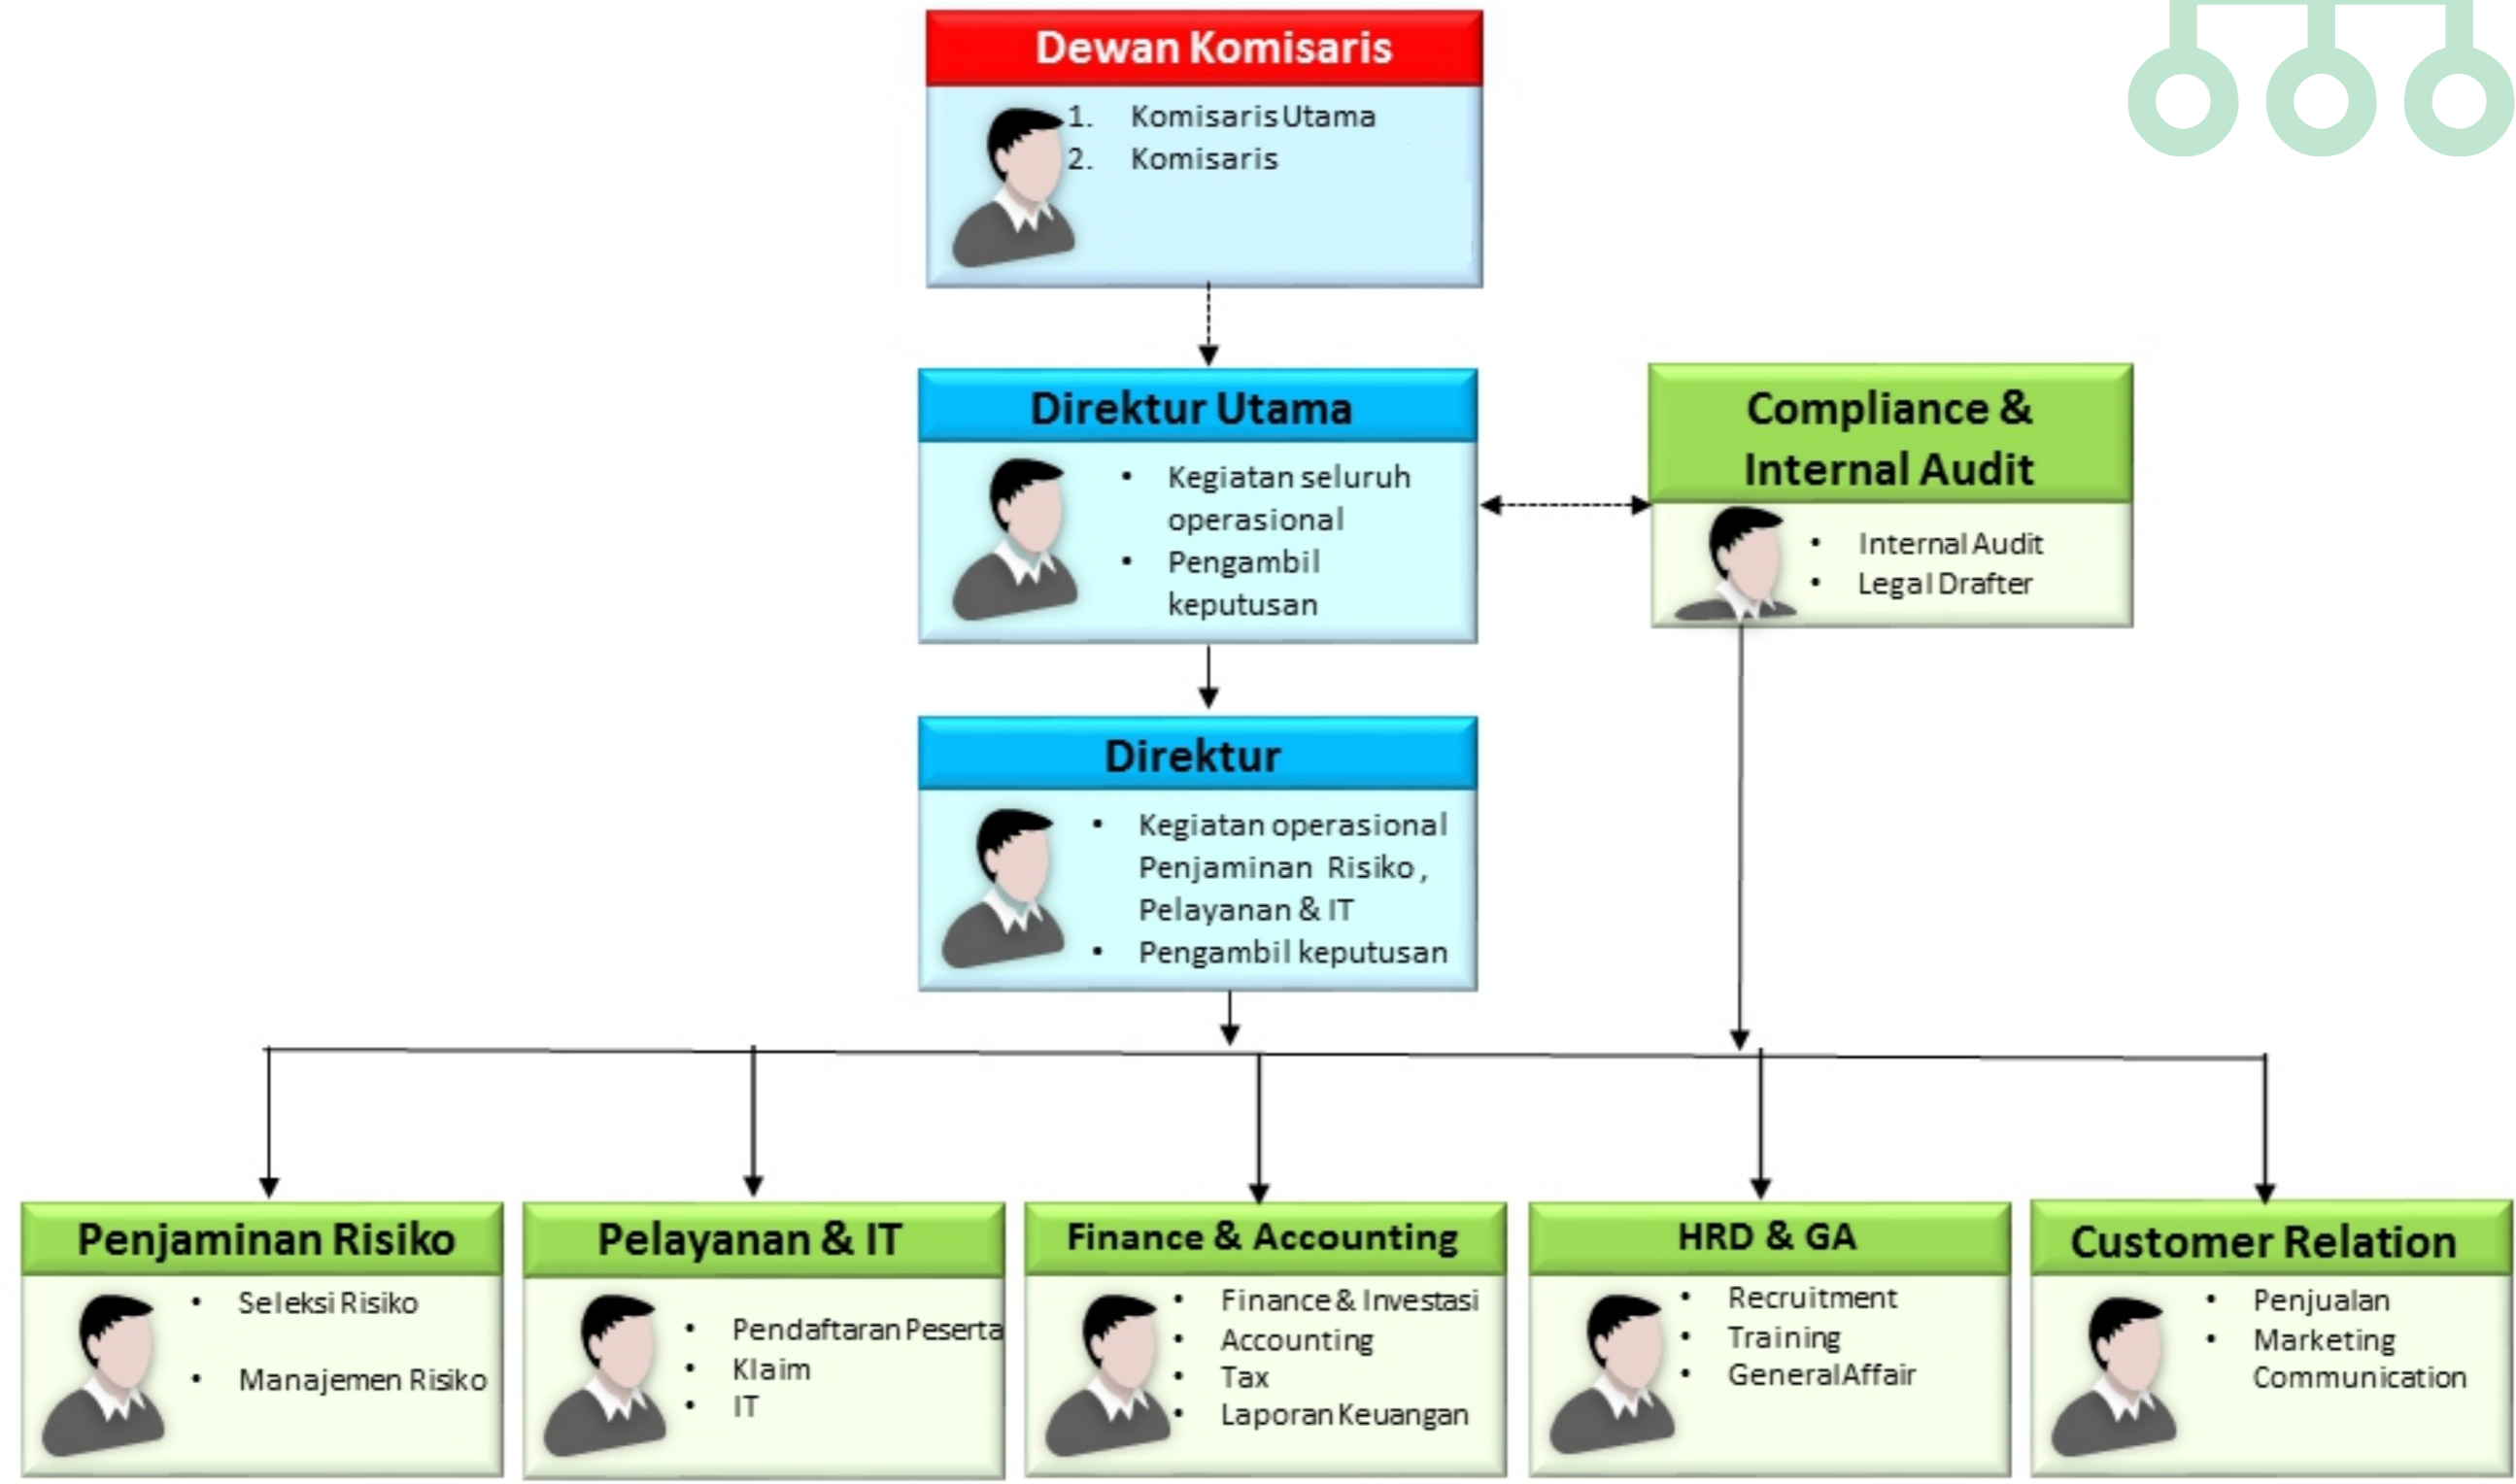 Dewan Komisaris
1. Komisaris Utama
2. Komisaris
Direktur Utama
• Kegiatan seluruh
operasional
• Pengambil
keputusan
Compliance &
Internal Audit
• Internal Audit
• Legal Drafter
Direktur
• Kegiatan operasional
Penjaminan Risiko,
Pelayanan & IT
• Pengambil keputusan
Penjaminan Risiko
• Seleksi Risiko
• Manajemen Risiko
Pelayanan & IT
• Pendaftaran Peserta
• Klaim
• IT
Finance & Accounting
• Finance & Investasi
• Accounting
• Tax
• Laporan Keuangan
HRD & GA
• Recruitment
• Training
• General Affair
Customer Relation
• Penjualan
• Marketing
Communication